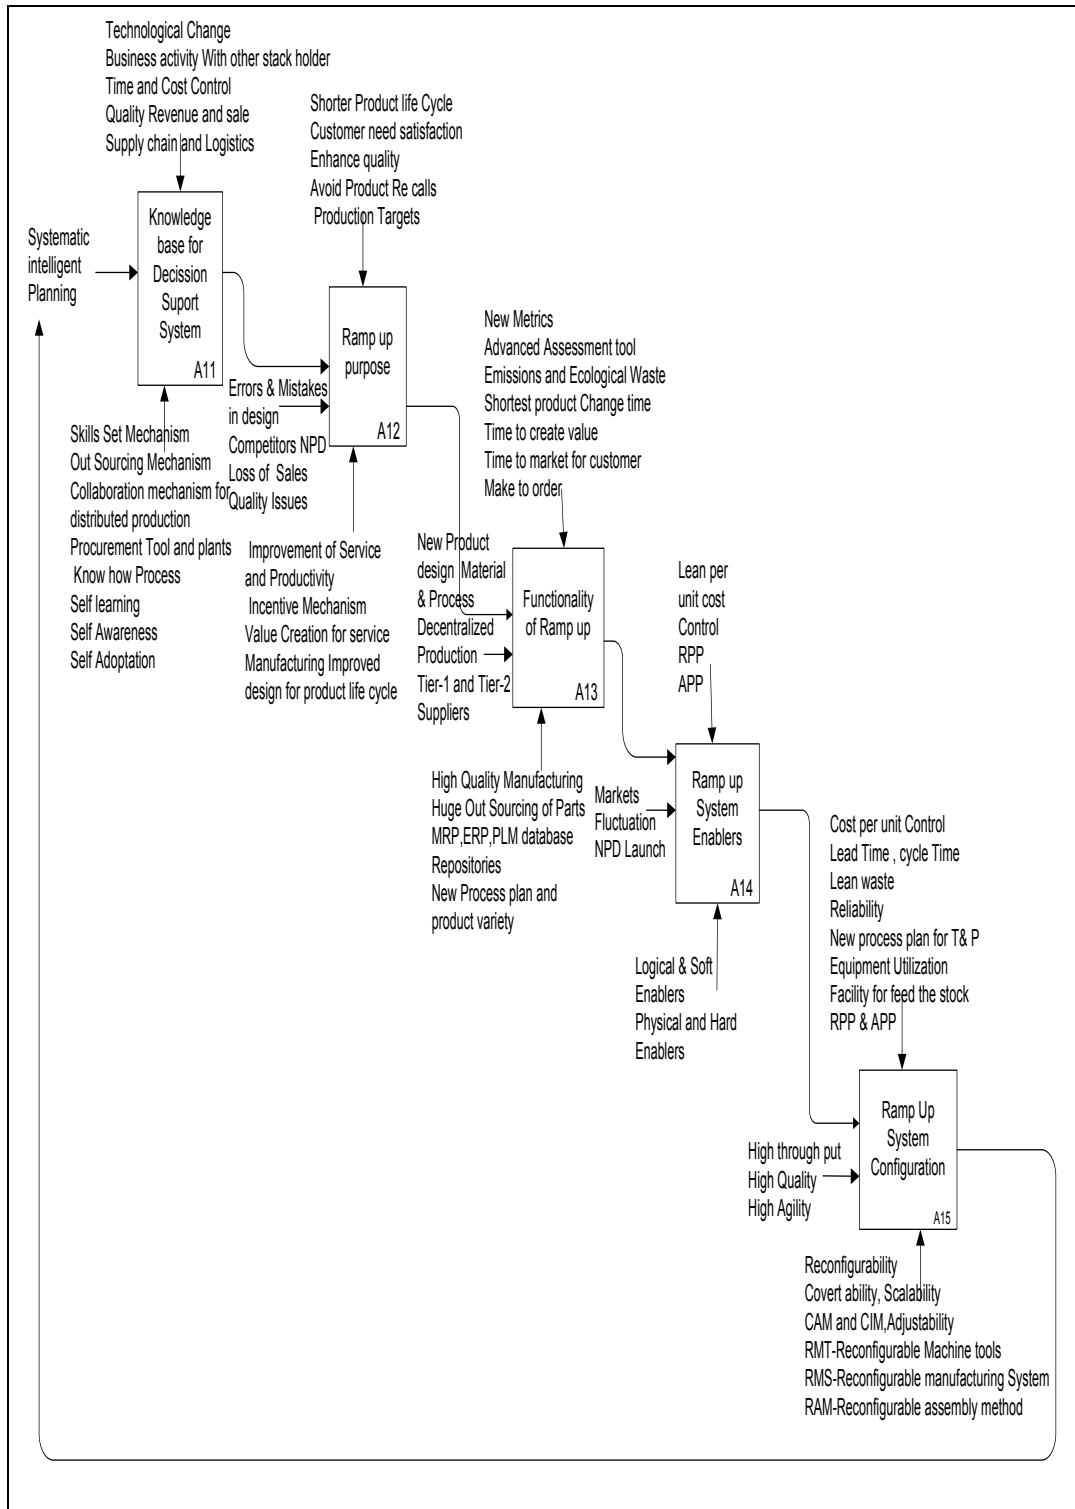 Technological Change
Business activity With other stack holder
Time and Cost Control
Quality Revenue and sale
Supply chain and Logistics
Shorter Product life Cycle
Customer need satisfaction
Enhance quality
Avoid Product Re calls
Production Targets
Systematic
intelligent
Planning
Knowledge
base for
Decission
Suport
System
A11
Skills Set Mechanism
Out Sourcing Mechanism
Collaboration mechanism for
distributed production
Procurement Tool and plants
Know how Process
Self learning
Self Awareness
Self Adoptation
Ramp up
purpose
A12
Errors & Mistakes
in design
Competitors NPD
Loss of Sales
Quality Issues
Improvement of Service
and Productivity
Incentive Mechanism
Value Creation for service
Manufacturing Improved
design for product life cycle
New Metrics
Advanced Assessment tool
Emissions and Ecological Waste
Shortest product Change time
Time to create value
Time to market for customer
Make to order
New Product
design Material
& Process
Decentralized
Production
Tier-1 and Tier-2
Suppliers
Functionality
of Ramp up
A13
High Quality Manufacturing
Huge Out Sourcing of Parts
MRP,ERP,PLM database
Repositories
New Process plan and
product variety
Lean per
unit cost
Control
RPP
APP
Markets
Fluctuation
NPD Launch
Ramp up
System
Enablers
A14
Logical & Soft
Enablers
Physical and Hard
Enablers
Cost per unit Control
Lead Time , cycle Time
Lean waste
Reliability
New process plan for T& P
Equipment Utilization
Facility for feed the stock
RPP & APP
High through put
High Quality
High Agility
Ramp Up
System
Configuration
A15
Reconfigurability
Covert ability, Scalability
CAM and CIM,Adjustability
RMT-Reconfigurable Machine tools
RMS-Reconfigurable manufacturing System
RAM-Reconfigurable assembly method